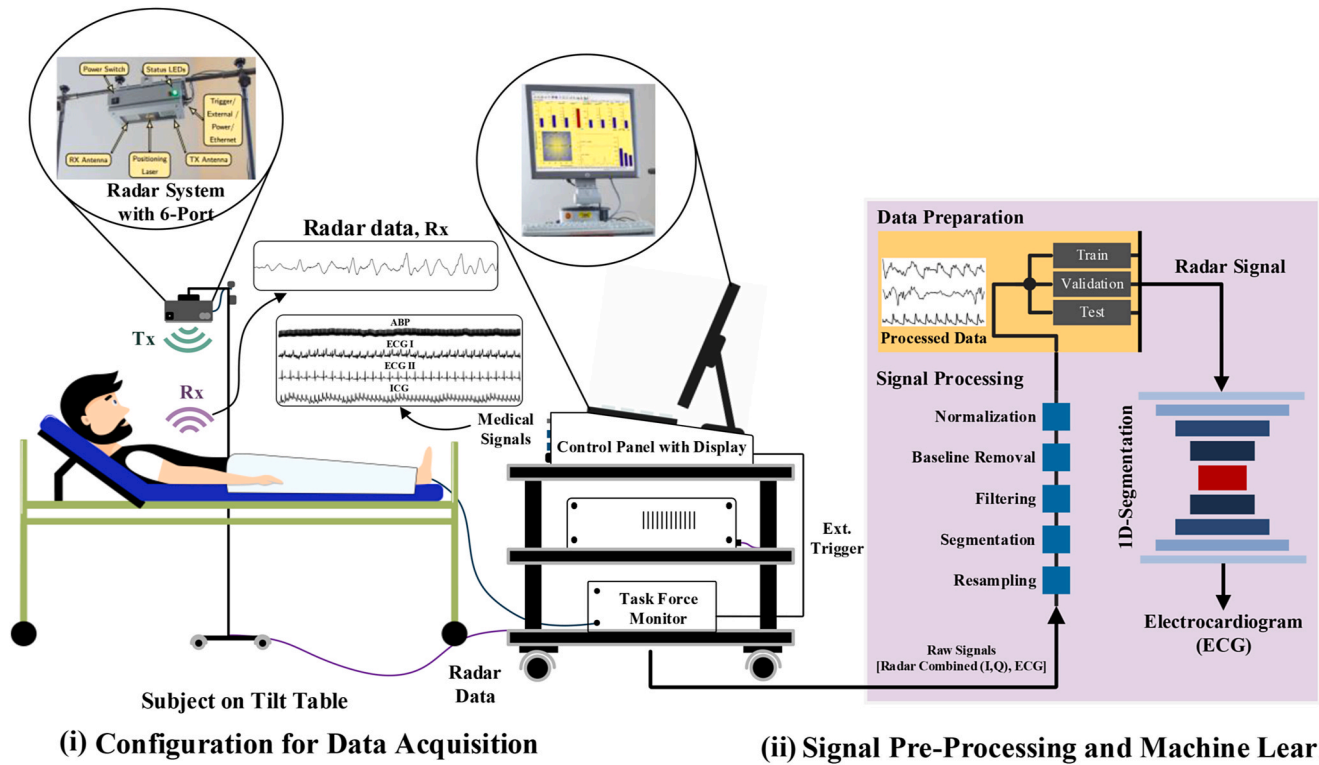 Power Switch
Status LEDs
Trigger/
External /
Power/
Ethernet
RX Antenna
Positioning
Laser
TX Antenna
Radar System
with 6-Port
Radar data, Rx
Tx
Rx
ABP
ECG I
ECG II
ICG
Medical
Signals
Control Panel with Display
Ext.
Trigger
Task Force
Monitor
Radar
Data
Subject on Tilt Table
(i) Configuration for Data Acquisition
Data Preparation
Train
Validation
Test
Processed Data
Radar Signal
Signal Processing
Normalization
Baseline Removal
Filtering
Segmentation
Resampling
1D-Segmentation
Electrocardiogram
(ECG)
Raw Signals
[Radar Combined (I,Q), ECG]
(ii) Signal Pre-Processing and Machine Lear